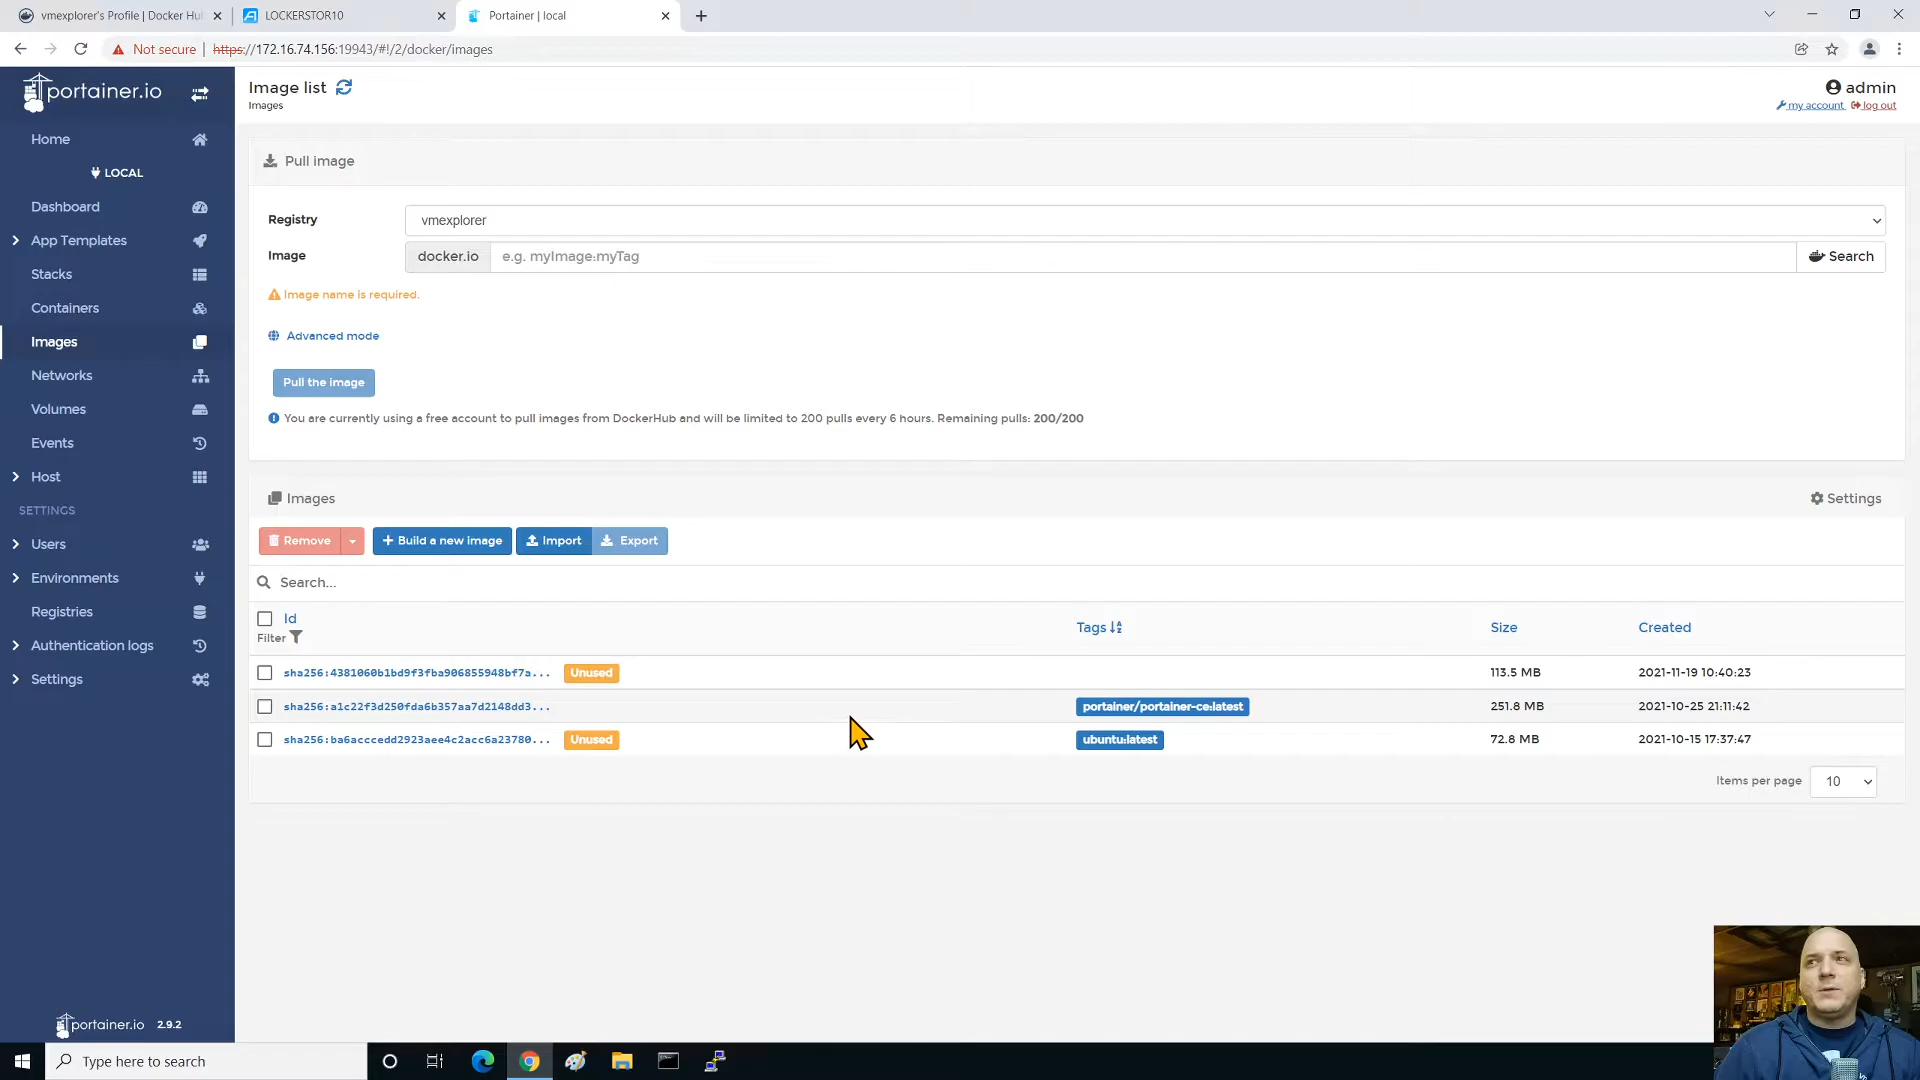 vmexplorer's Profile | Docker Hu
LOCKERSTOR10
Portainer | local
Not secure
https://172.16.74.156:19943/#!/2/docker/images
portainer.io
Image list
Images
admin
my account
log out
Home
LOCAL
Dashboard
App Templates
Stacks
Containers
Images
Networks
Volumes
Events
Host
SETTINGS
Users
Environments
Registries
Authentication logs
Settings
portainer.io 2.9.2
Pull image
Registry
vmexplorer
Image
docker.io
e.g. myImage:myTag
Search
Image name is required.
Advanced mode
Pull the image
You are currently using a free account to pull images from DockerHub and will be limited to 200 pulls every 6 hours. Remaining pulls: 200/200
Images
Settings
Remove
Build a new image
Import
Export
Search...
Id
Filter
Tags
Size
Created
sha256:4381060b1bd9f3fba906855948bf7a... Unused 113.5 MB 2021-11-19 10:40:23
sha256:a1c22f3d250fda6b357aa7d2148dd3... portainer/portainer-ce:latest 251.8 MB 2021-10-25 21:11:42
sha256:ba6acccedd2923aee4c2acc6a23780... Unused ubuntu:latest 72.8 MB 2021-10-15 17:37:47
Items per page 10
Type here to search